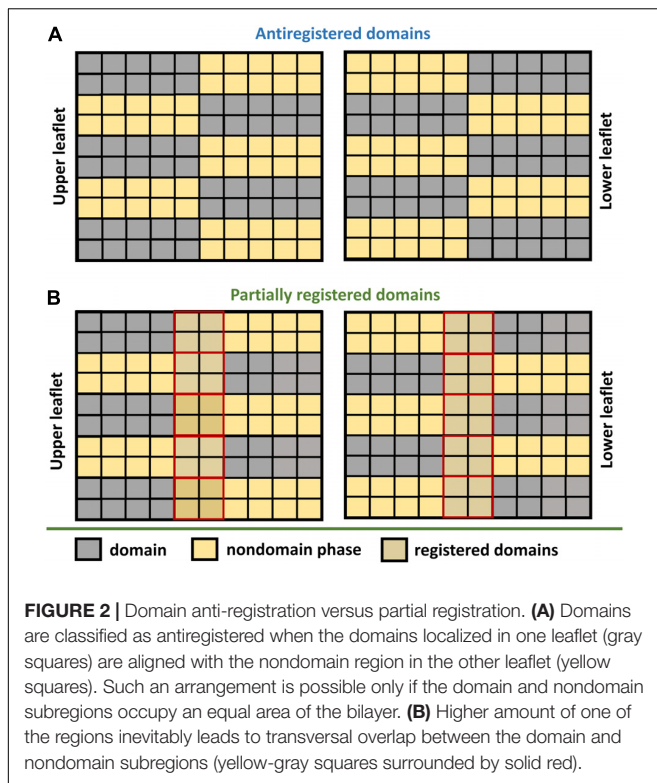 A
Antiregistered domains
Upper leaflet
Lower leaflet
B
Partially registered domains
Upper leaflet
Lower leaflet
domain
nondomain phase
registered domains
FIGURE 2 | Domain anti-registration versus partial registration. (A) Domains
are classified as antiregistered when the domains localized in one leaflet (gray
squares) are aligned with the nondomain region in the other leaflet (yellow
squares). Such an arrangement is possible only if the domain and nondomain
subregions occupy an equal area of the bilayer. (B) Higher amount of one of
the regions inevitably leads to transversal overlap between the domain and
nondomain subregions (yellow-gray squares surrounded by solid red).